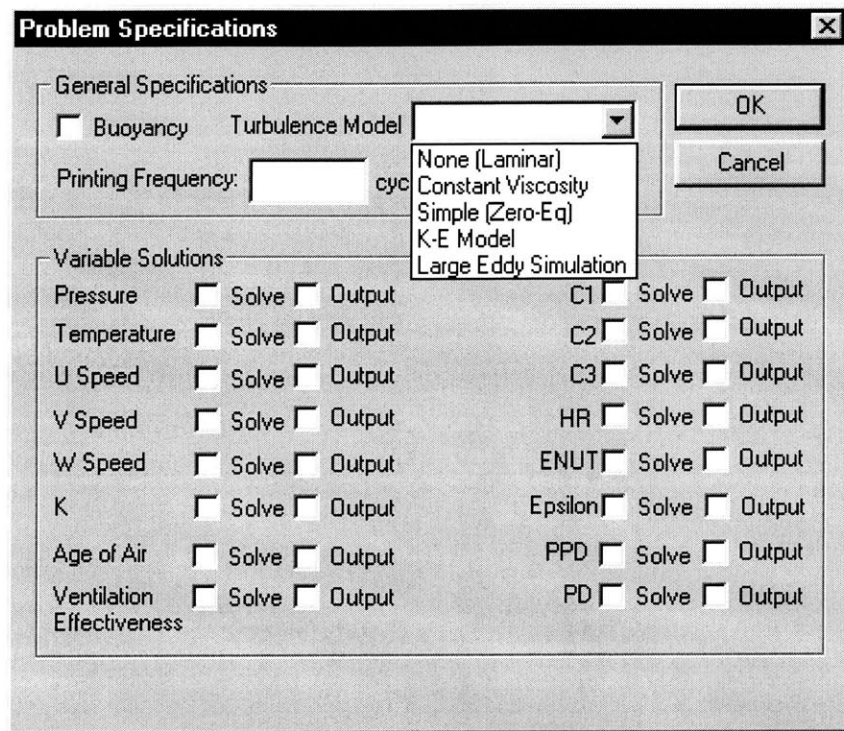 Problem Specifications
General Specifications
Buoyancy Turbulence Model
OK
None (Laminar)
Printing Frequency: cyc
Constant Viscosity
Cancel
Simple (Zero-Eq)
K-E Model
Large Eddy Simulation
Variable Solutions
Pressure Solve Output C1 Solve Output
Temperature Solve Output C2 Solve Output
U Speed Solve Output C3 Solve Output
V Speed Solve Output HR Solve Output
W Speed Solve Output ENUT Solve Output
K Solve Output Epsilon Solve Output
Age of Air Solve Output PPD Solve Output
Ventilation Solve Output PD Solve Output
Effectiveness